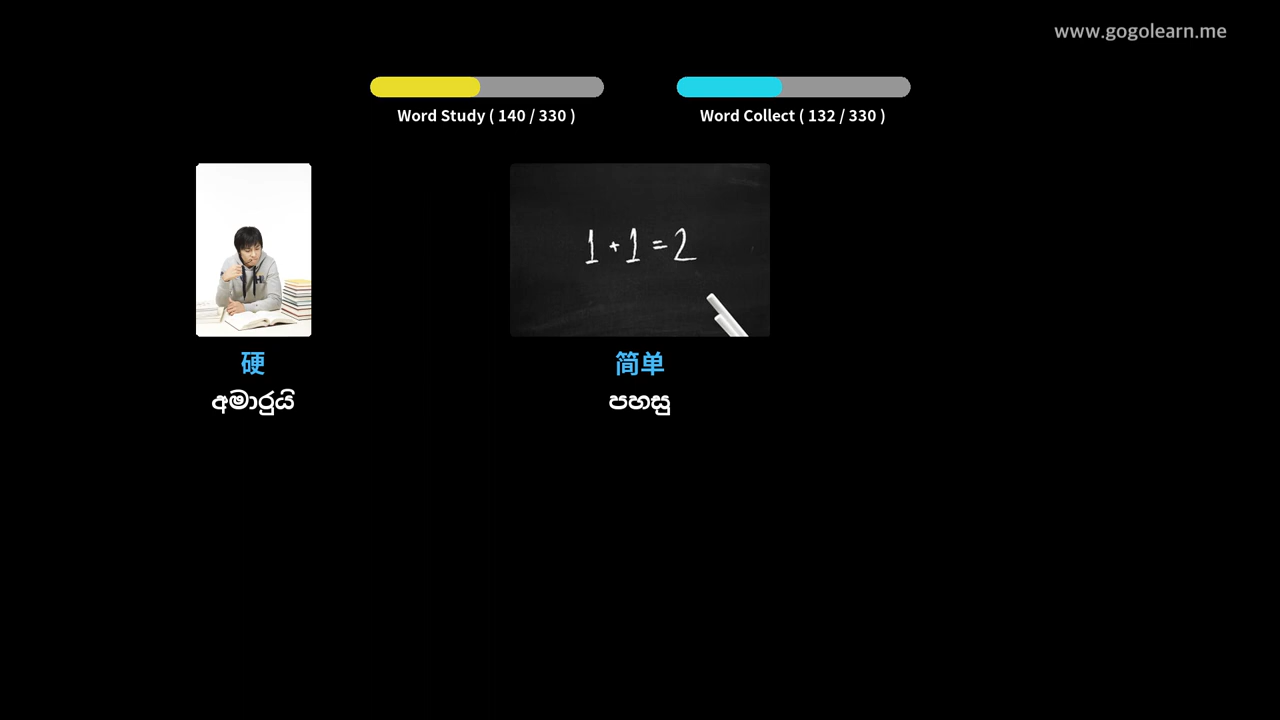 www.gogolearn.me
Word Study ( 140 / 330 )
Word Collect ( 132 / 330 )
1 + 1 = 2
硬
අමාරුයි
简单
පහසු